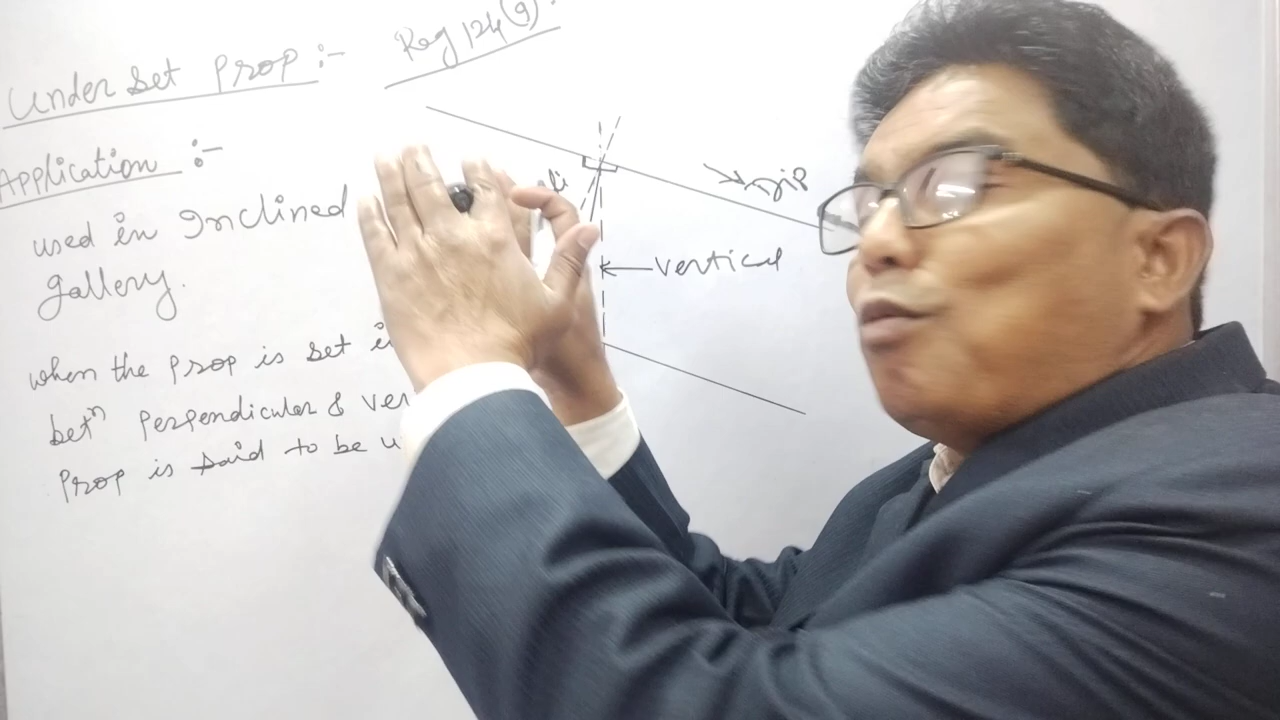 Under Set Prop :- Reg 124(9).
Application :-
used in Inclined
gallery.
when the prop is set i
betⁿ Perpendicular & ver
Prop is said to be u
Dip
Vertical